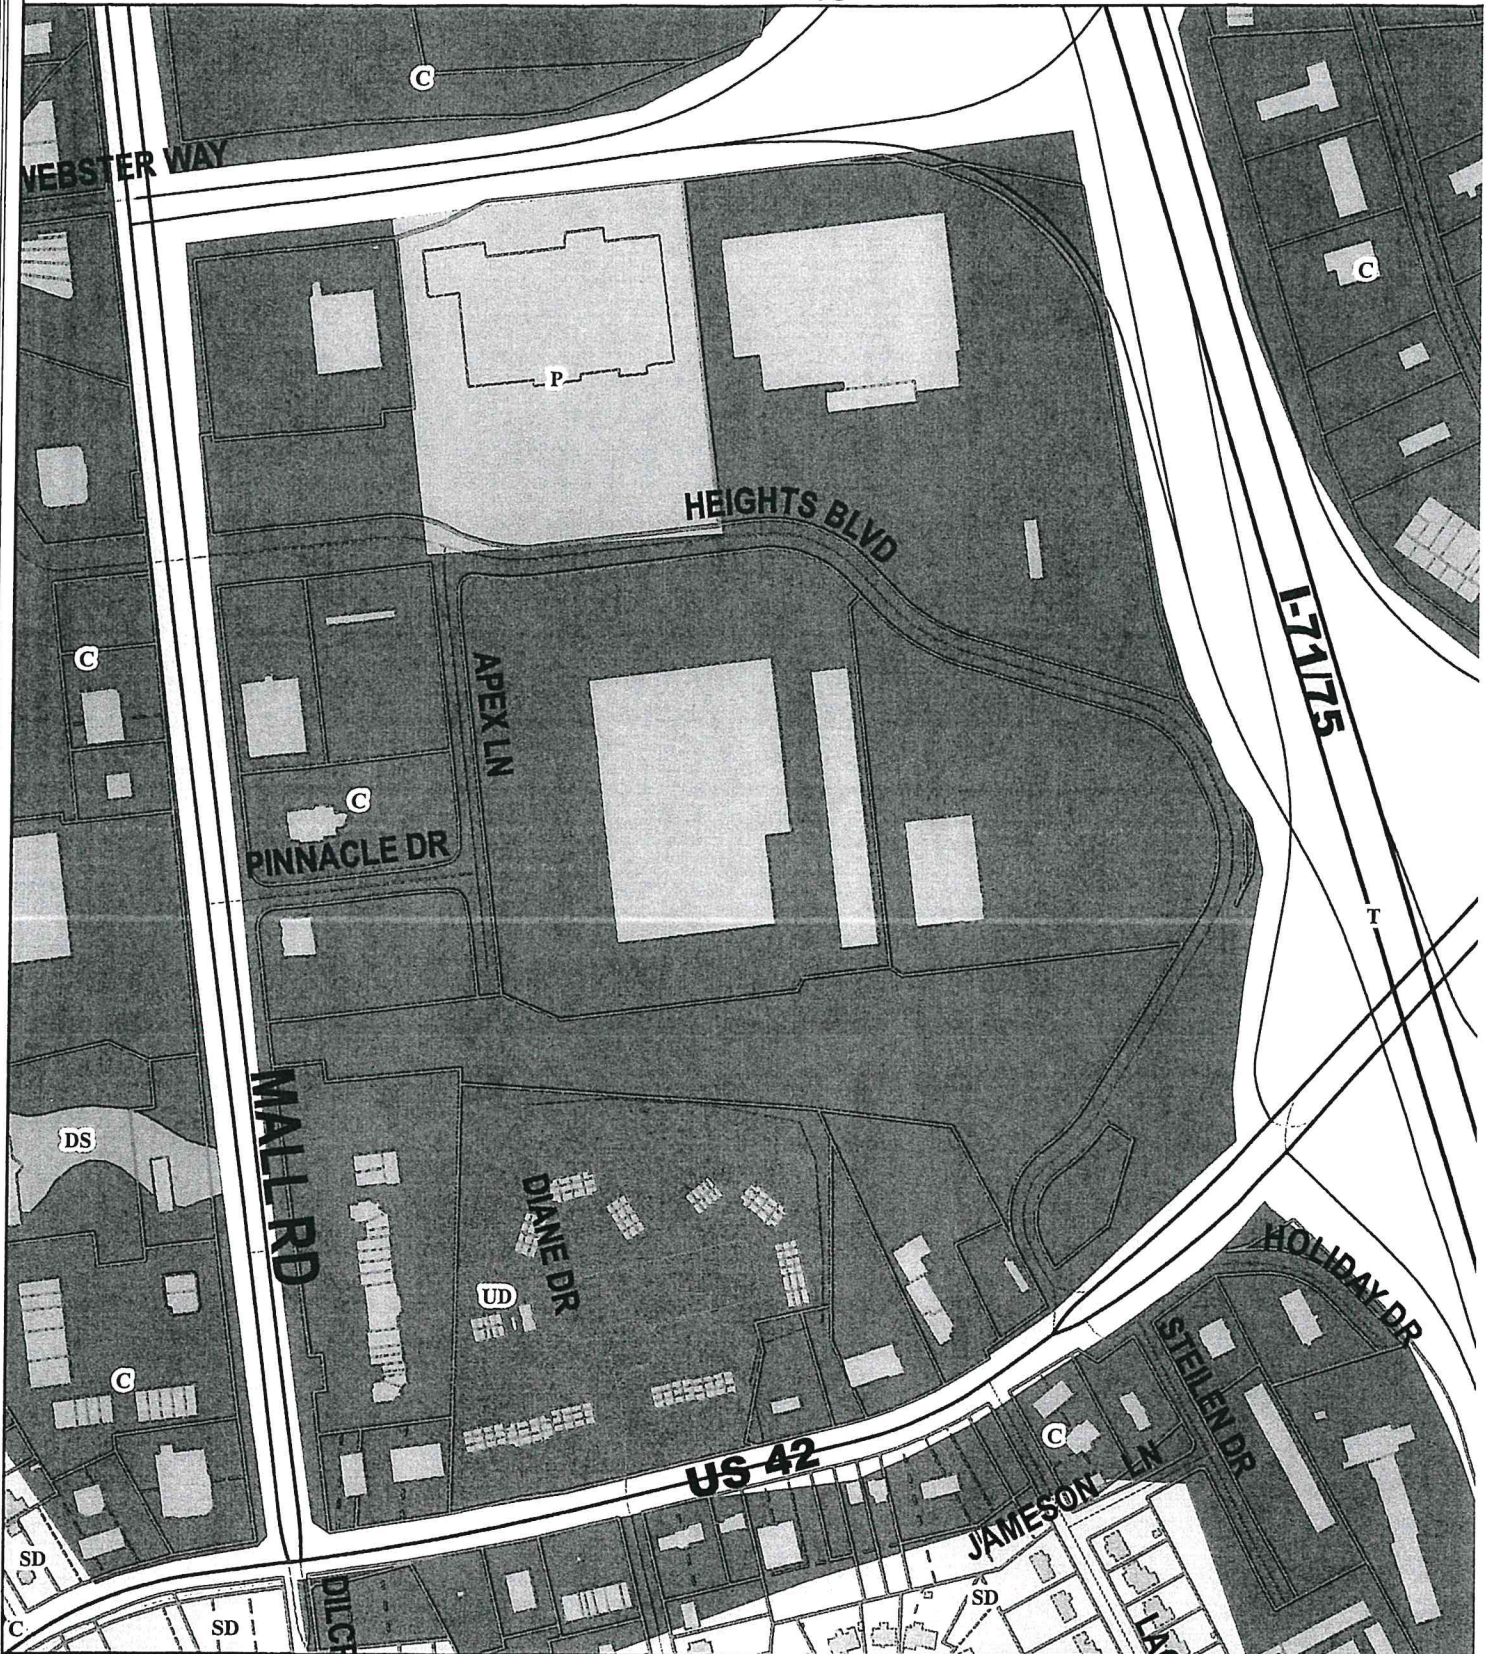 C
WEBSTER WAY
C
P
HEIGHTS BLVD
I-71/75
C
APEX LN
C
PINNACLE DR
T
MALL RD
DS
DIANE DR
HOLIDAY DR
UD
STEILEN DR
C
C
US 42
JAMESON LN
SD
SD
C
SD